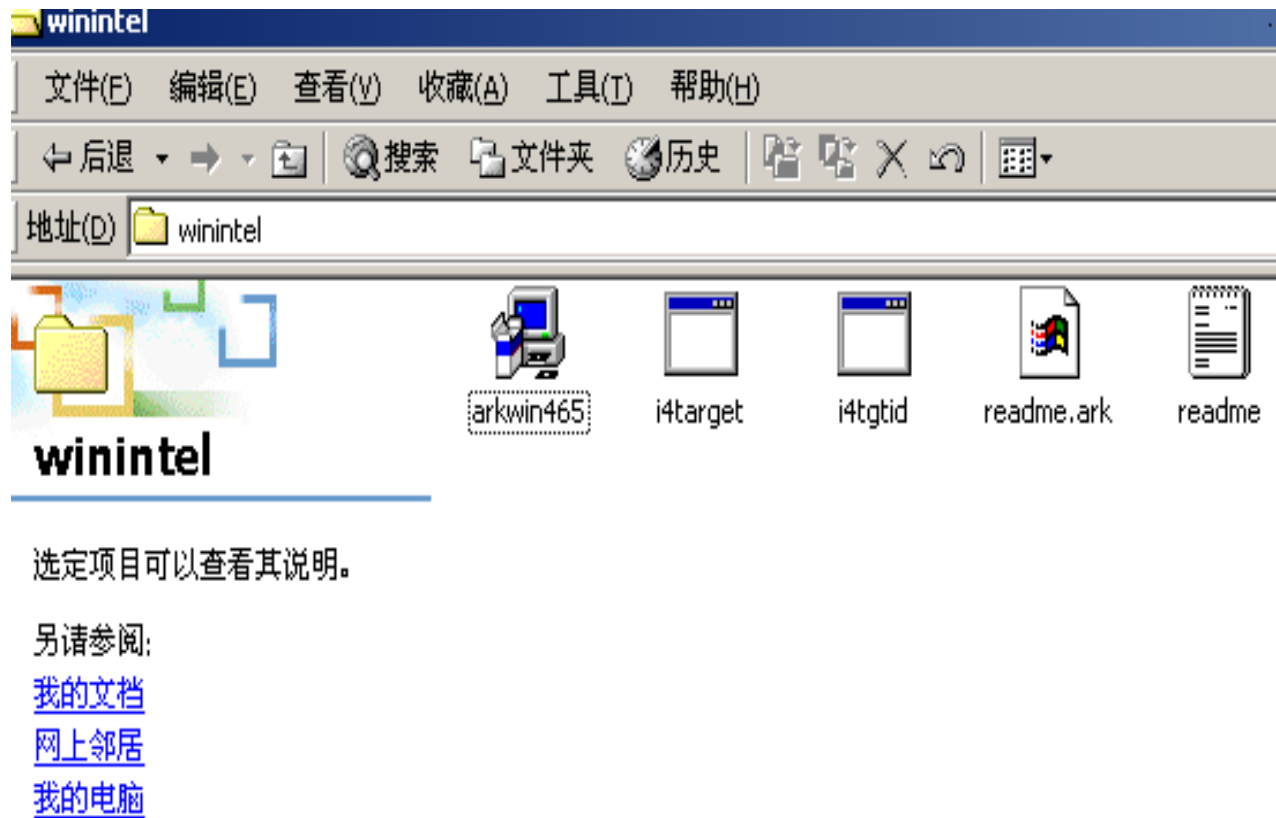 winintel
文件(F) 编辑(E) 查看(V) 收藏(A) 工具(T) 帮助(H)
后退 搜索 文件夹 历史
地址(D) winintel
arkwin465 i4target i4tgtid readme.ark readme
winintel
选定项目可以查看其说明。
另请参阅:
我的文档
网上邻居
我的电脑